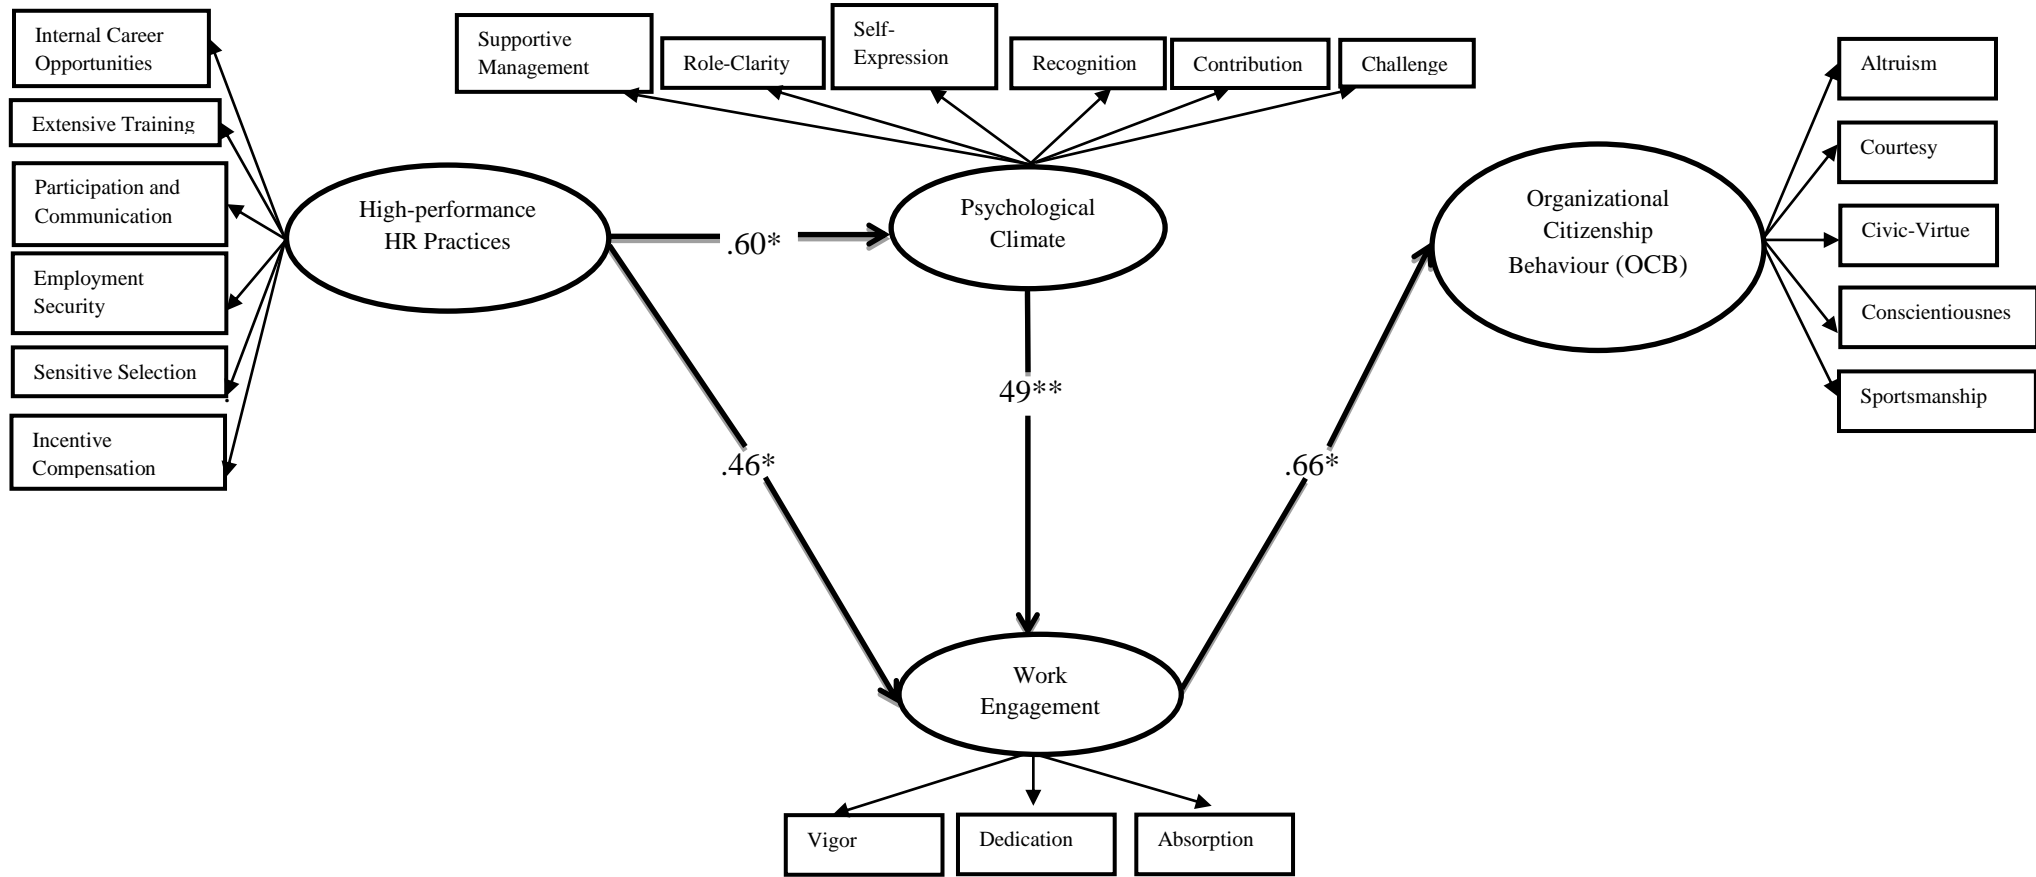 Internal Career
Opportunities
Extensive Training
Participation and
Communication
Employment
Security
Sensitive Selection
.
Incentive
Compensation
High-performance
HR Practices
Supportive
Management
Role-Clarity
Self-
Expression
Recognition
Contribution
Challenge
Psychological
Climate
.60*
49**
.46*
.66*
Work
Engagement
Vigor
Dedication
Absorption
Organizational
Citizenship
Behaviour (OCB)
Altruism
Courtesy
Civic-Virtue
Conscientiousnes
Sportsmanship